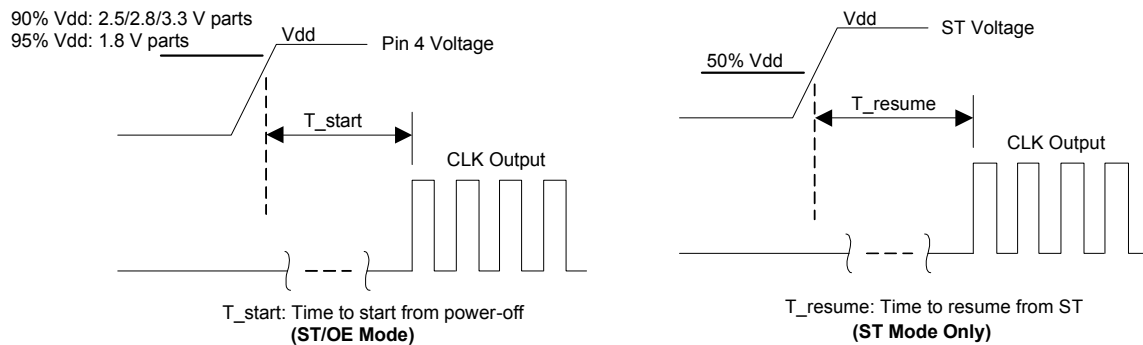 90% Vdd: 2.5/2.8/3.3 V parts
95% Vdd: 1.8 V parts
Vdd
Pin 4 Voltage
T_start
CLK Output
T_start: Time to start from power-off
(ST/OE Mode)
Vdd
ST Voltage
50% Vdd
T_resume
CLK Output
T_resume: Time to resume from ST
(ST Mode Only)